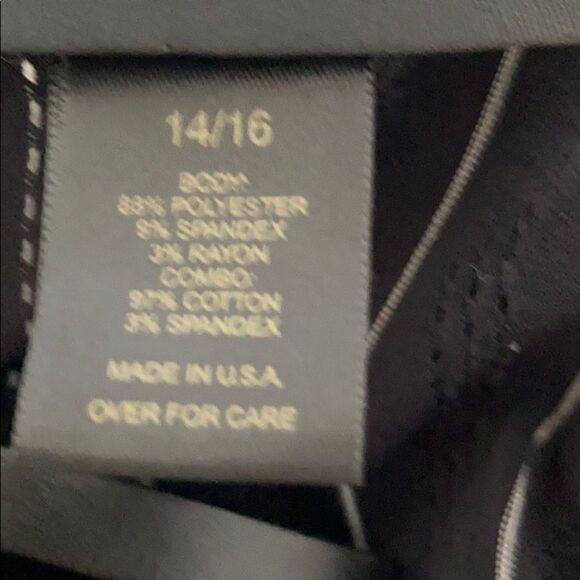 14/16
BODY:
88% POLYESTER
9% SPANDEX
3% RAYON
COMBO:
97% COTTON
3% SPANDEX
MADE IN U.S.A.
OVER FOR CARE